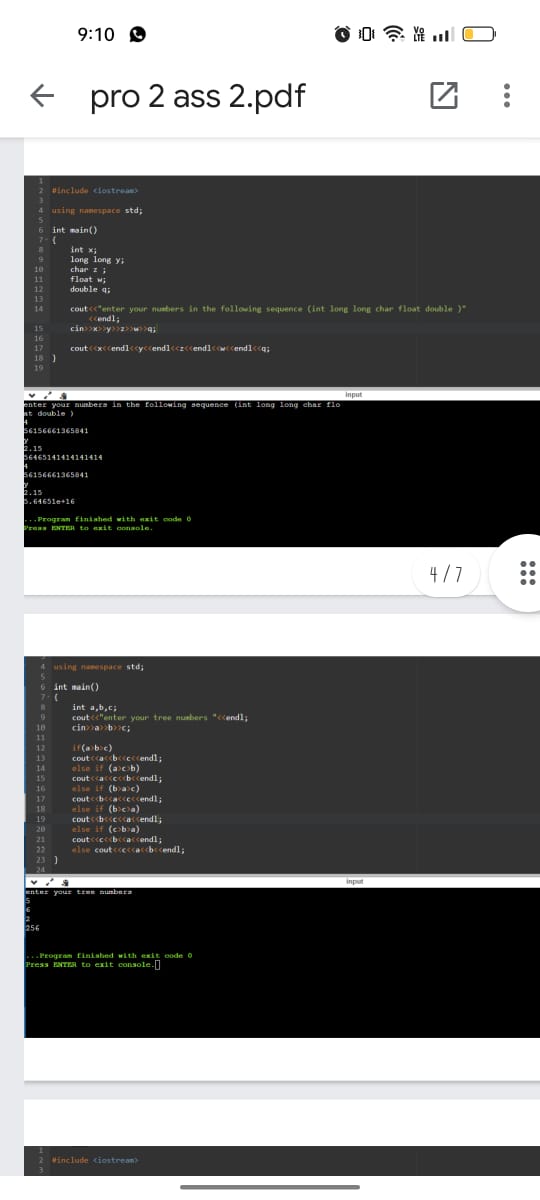 9:10
Vo LTE
pro 2 ass 2.pdf
1
2 #include <iostream>
3
4 using namespace std;
5
6 int main()
7 {
8 int x;
9 long long y;
10 char z ;
11 float w;
12 double q;
13
14 cout<<"enter your numbers in the following sequence (int long long char float double )"
<<endl;
15 cin>>x>>y>>z>>w>>q;
16
17 cout<<x<<endl<<y<<endl<<z<<endl<<w<<endl<<q;
18 }
19
input
enter your numbers in the following sequence (int long long char flo
at double )
4
56156661365841
y
2.15
56465141414141414
4
56156661365841
y
2.15
5.64651e+16
...Program finished with exit code 0
Press ENTER to exit console.
4/7
4 using namespace std;
5
6 int main()
7 {
8 int a,b,c;
9 cout<<"enter your tree numbers "<<endl;
10 cin>>a>>b>>c;
11
12 if(a>b>c)
13 cout<<a<<b<<c<<endl;
14 else if (a>c>b)
15 cout<<a<<c<<b<<endl;
16 else if (b>a>c)
17 cout<<b<<a<<c<<endl;
18 else if (b>c>a)
19 cout<<b<<c<<a<<endl;
20 else if (c>b>a)
21 cout<<c<<b<<a<<endl;
22 else cout<<c<<a<<b<<endl;
23 }
24
input
enter your tree numbers
5
6
2
256
...Program finished with exit code 0
Press ENTER to exit console.
1
2 #include <iostream>
3